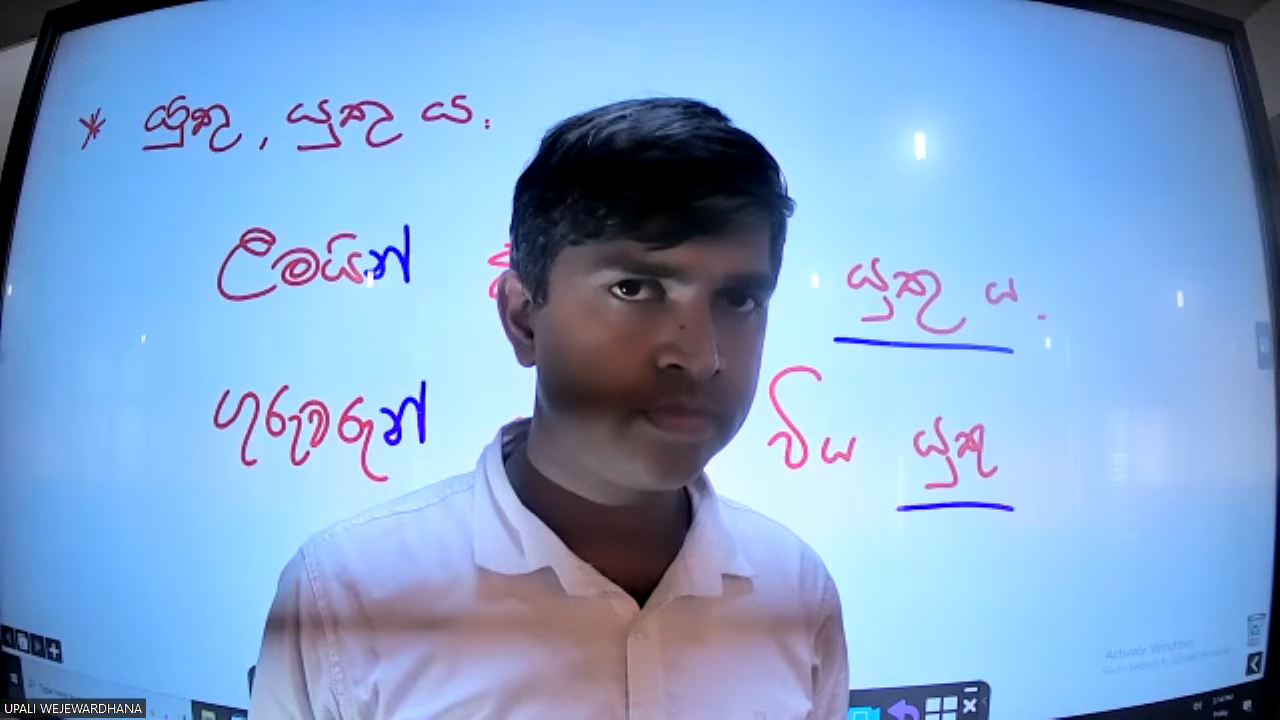 * යුතු, යුතු ය.
ළමයින් යුතු ය.
ගුරුවරුන් විය යුතු
Activate Windows
UPALI WEJEWARDHANA